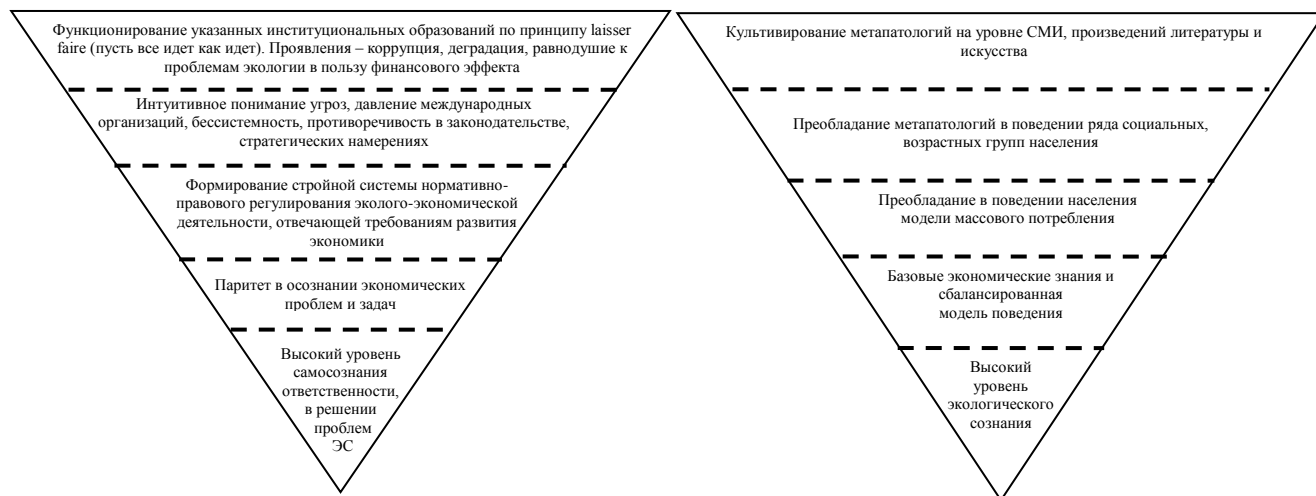 Функционирование указанных институциональных образований по принципу laisser
faire (пусть все идет как идет). Проявления – коррупция, деградация, равнодушие к
проблемам экологии в пользу финансового эффекта
Интуитивное понимание угроз, давление международных
организаций, бессистемность, противоречивость в законодательстве,
стратегических намерениях
Формирование стройной системы нормативно-
правового регулирования эколого-экономической
деятельности, отвечающей требованиям развития
экономики
Паритет в осознании экономических
проблем и задач
Высокий уровень
самосознания
ответственности,
в решении
проблем
ЭС
Культивирование метапатологий на уровне СМИ, произведений литературы и
искусства
Преобладание метапатологий в поведении ряда социальных,
возрастных групп населения
Преобладание в поведении населения
модели массового потребления
Базовые экономические знания и
сбалансированная
модель поведения
Высокий
уровень
экологического
сознания